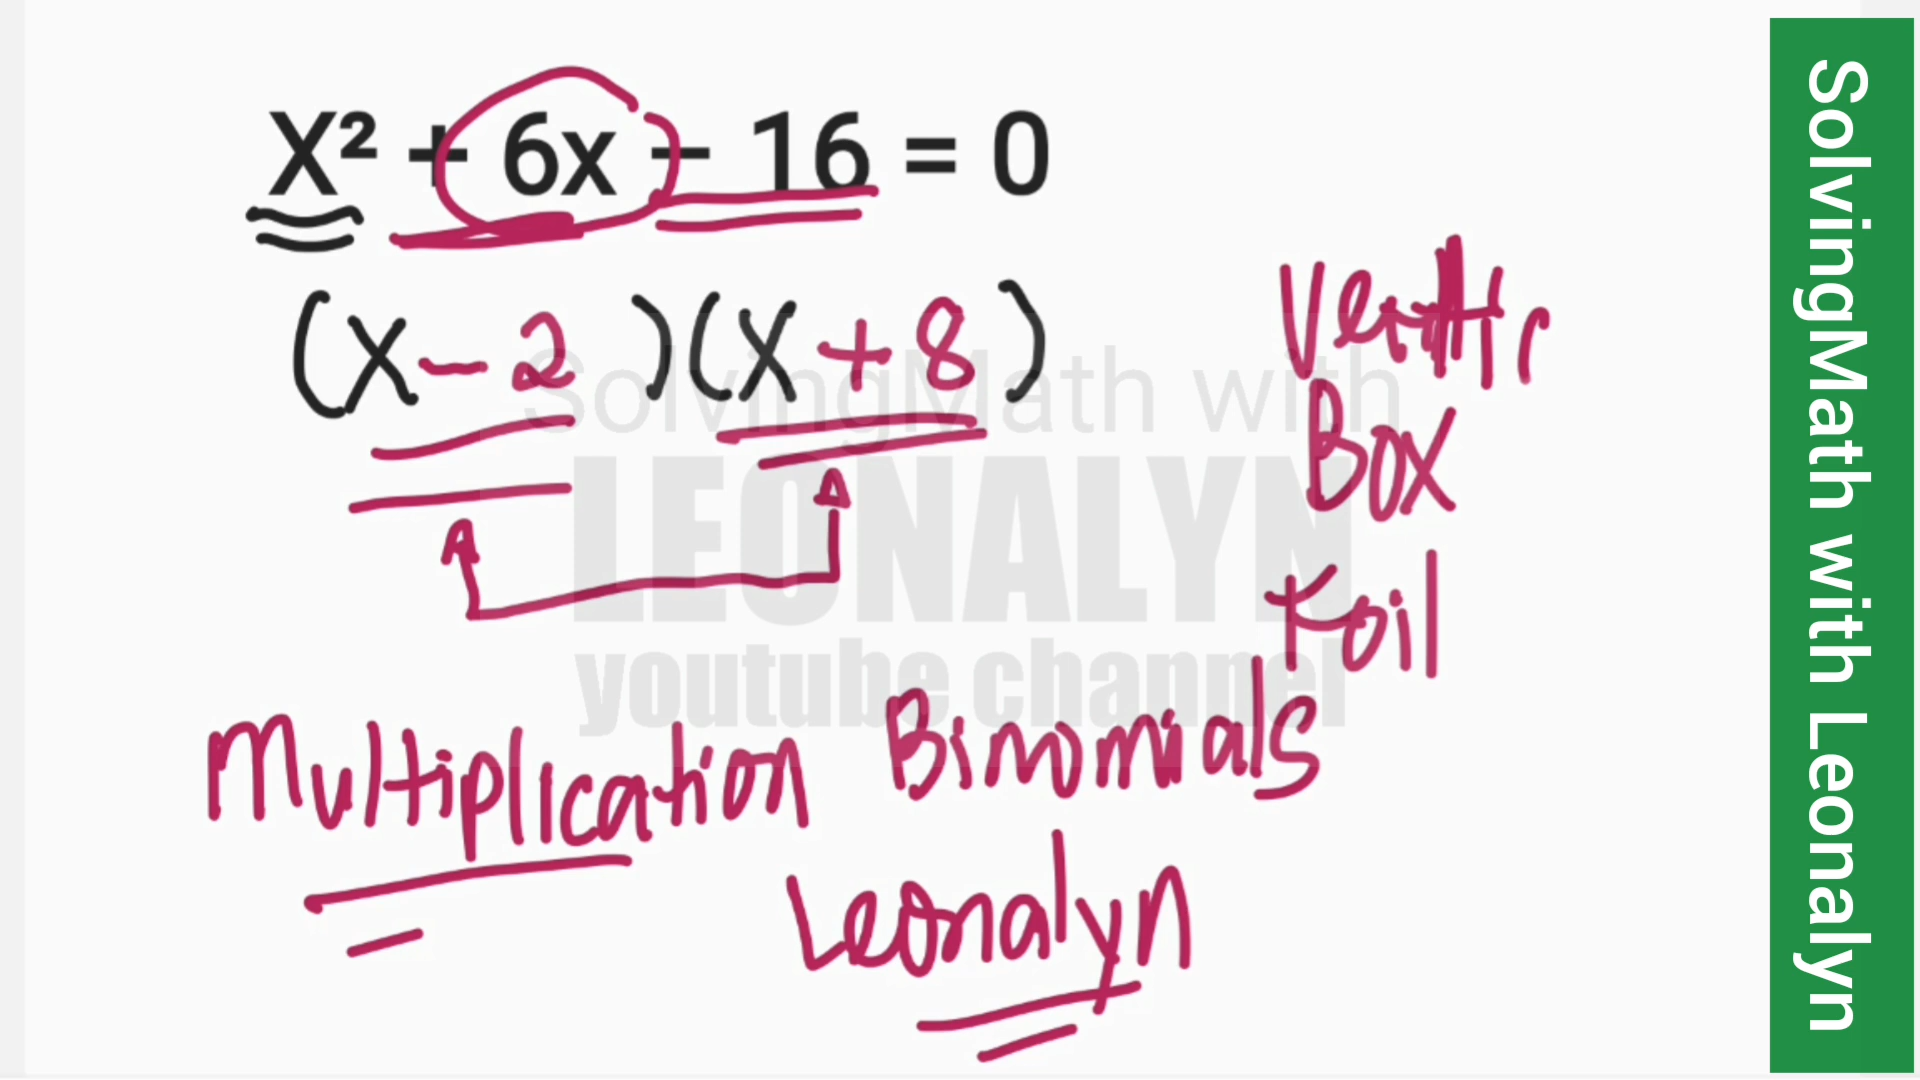 X² + 6x - 16 = 0
(x - 2)(x + 8)
Box
Foil
Multiplication Binomials
Leonalyn
SolvingMath with
LEONALYN
youtube channel
SolvingMath with Leonalyn